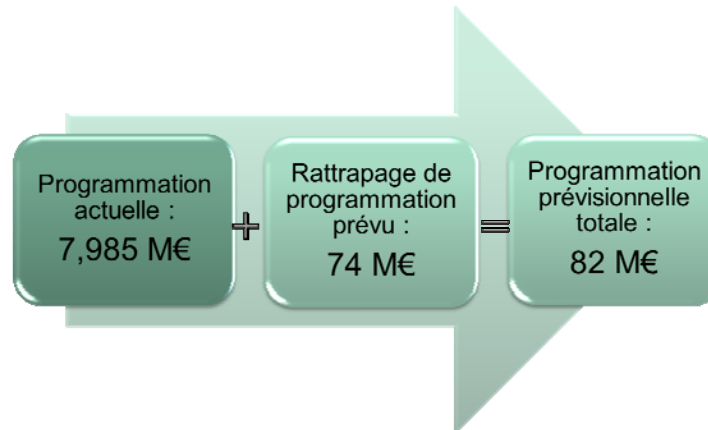 Programmation
actuelle :
7,985 M€
+
Rattrapage de
programmation
prévu :
74 M€
=
Programmation
prévisionnelle
totale :
82 M€